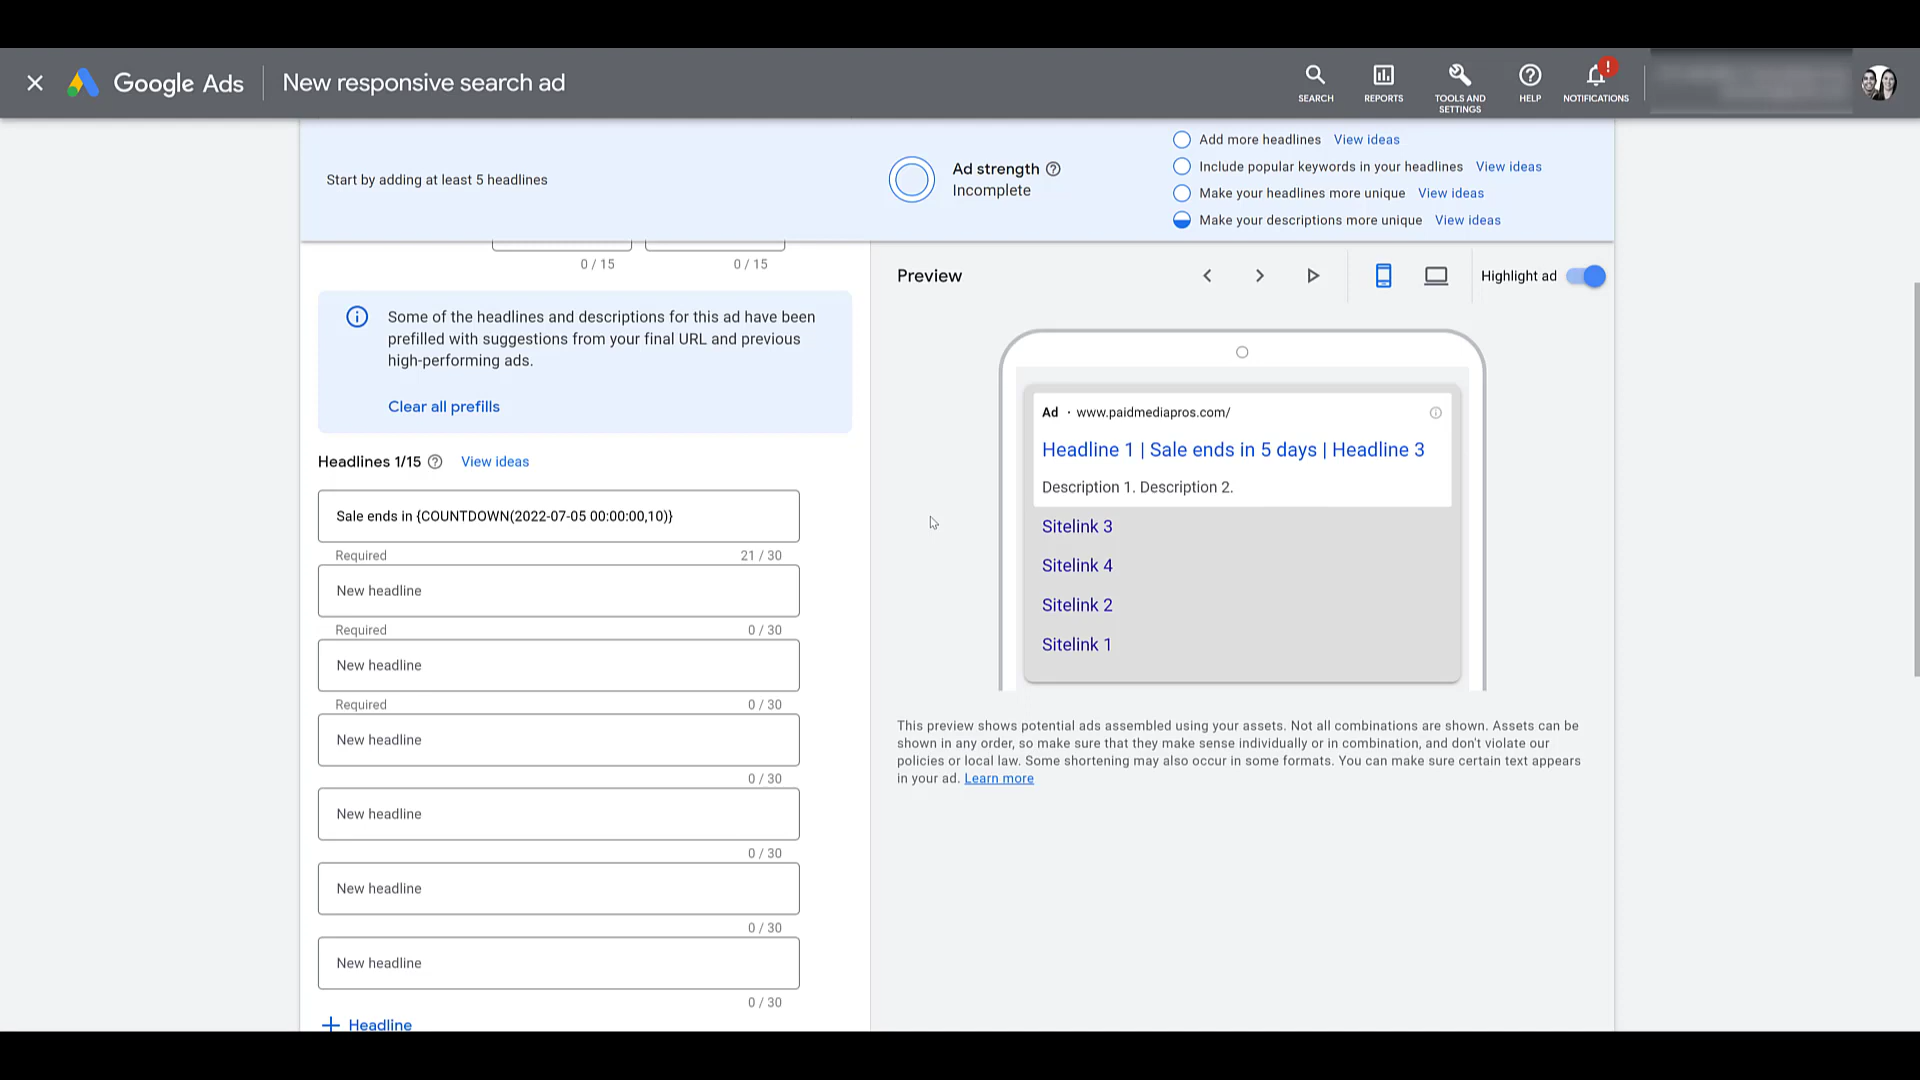 Google Ads
New responsive search ad
SEARCH
REPORTS
TOOLS AND
SETTINGS
HELP
!
NOTIFICATIONS
Start by adding at least 5 headlines
Ad strength
Incomplete
Add more headlines View ideas
Include popular keywords in your headlines View ideas
Make your headlines more unique View ideas
Make your descriptions more unique View ideas
0 / 15 0 / 15
Some of the headlines and descriptions for this ad have been
prefilled with suggestions from your final URL and previous
high-performing ads.
Clear all prefills
Headlines 1/15 View ideas
Sale ends in {COUNTDOWN(2022-07-05 00:00:00,10)}
Required 21 / 30
New headline
Required 0 / 30
New headline
Required 0 / 30
New headline
0 / 30
New headline
0 / 30
New headline
0 / 30
New headline
0 / 30
Headline
Preview
Highlight ad
Ad · www.paidmediapros.com/
Headline 1 | Sale ends in 5 days | Headline 3
Description 1. Description 2.
Sitelink 3
Sitelink 4
Sitelink 2
Sitelink 1
This preview shows potential ads assembled using your assets. Not all combinations are shown. Assets can be
shown in any order, so make sure that they make sense individually or in combination, and don't violate our
policies or local law. Some shortening may also occur in some formats. You can make sure certain text appears
in your ad. Learn more